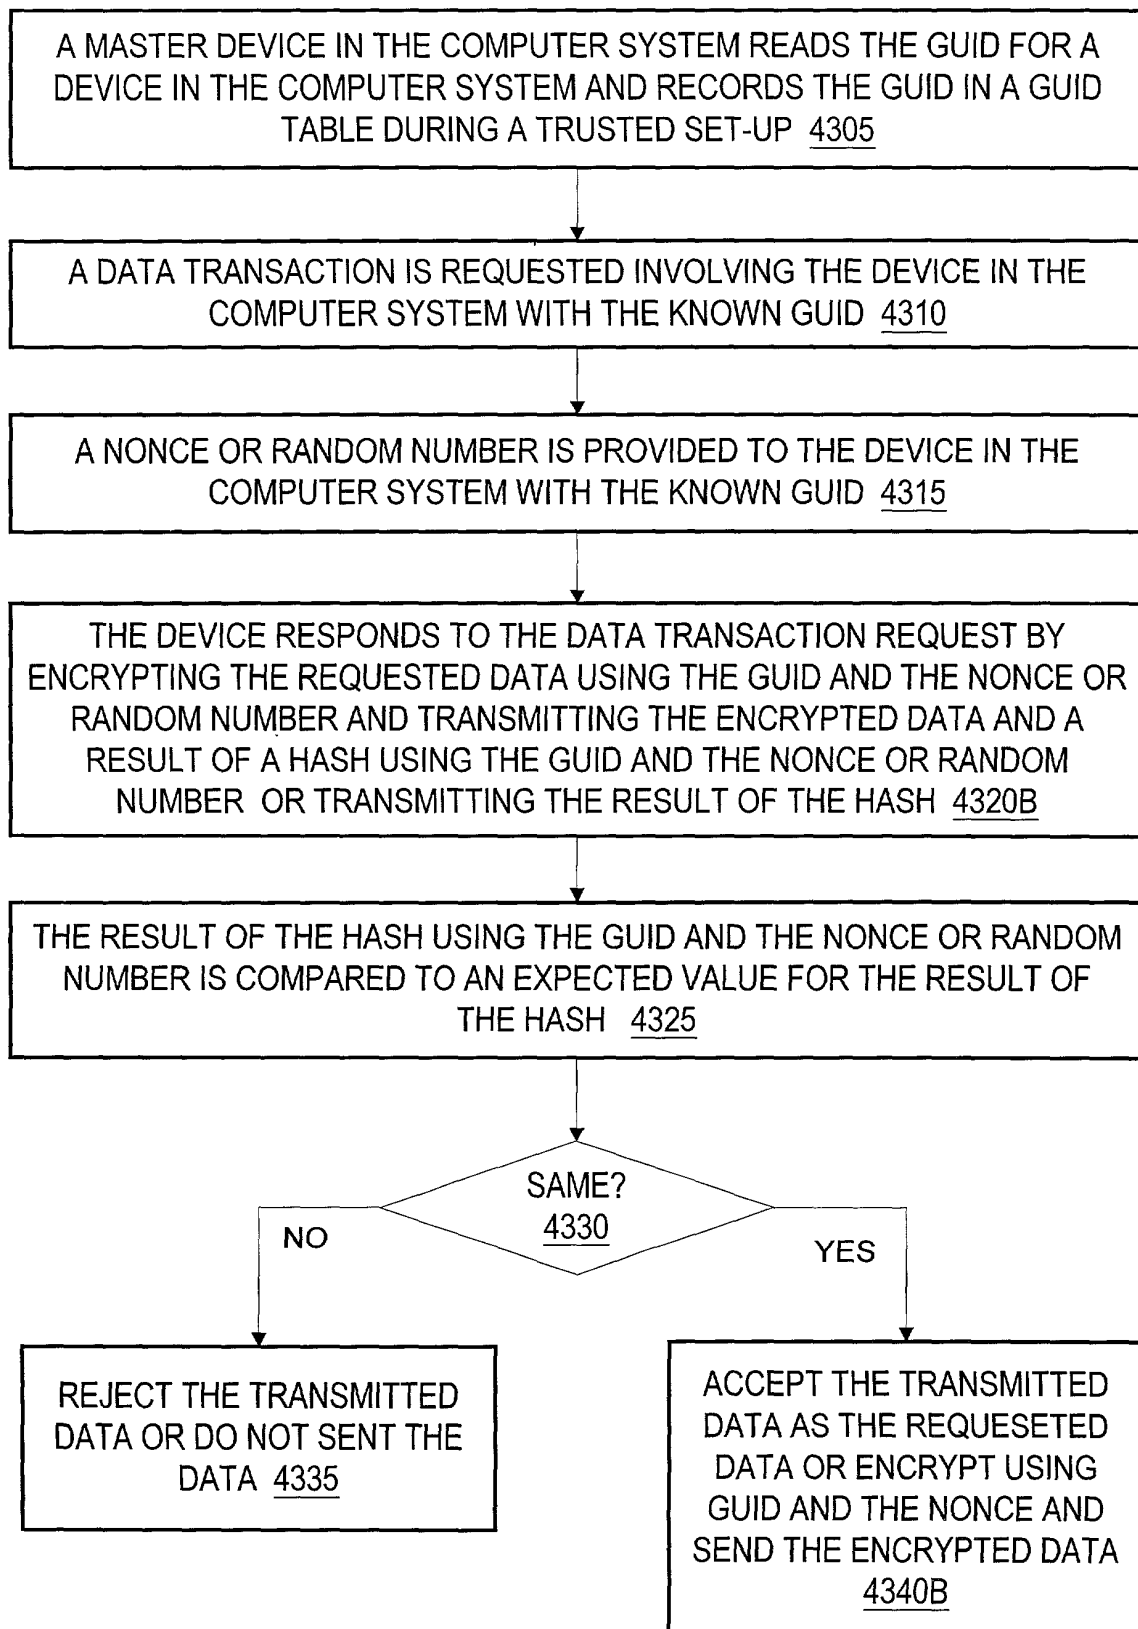 A MASTER DEVICE IN THE COMPUTER SYSTEM READS THE GUID FOR A
DEVICE IN THE COMPUTER SYSTEM AND RECORDS THE GUID IN A GUID
TABLE DURING A TRUSTED SET-UP 4305
A DATA TRANSACTION IS REQUESTED INVOLVING THE DEVICE IN THE
COMPUTER SYSTEM WITH THE KNOWN GUID 4310
A NONCE OR RANDOM NUMBER IS PROVIDED TO THE DEVICE IN THE
COMPUTER SYSTEM WITH THE KNOWN GUID 4315
THE DEVICE RESPONDS TO THE DATA TRANSACTION REQUEST BY
ENCRYPTING THE REQUESTED DATA USING THE GUID AND THE NONCE OR
RANDOM NUMBER AND TRANSMITTING THE ENCRYPTED DATA AND A
RESULT OF A HASH USING THE GUID AND THE NONCE OR RANDOM
NUMBER OR TRANSMITTING THE RESULT OF THE HASH 4320B
THE RESULT OF THE HASH USING THE GUID AND THE NONCE OR RANDOM
NUMBER IS COMPARED TO AN EXPECTED VALUE FOR THE RESULT OF
THE HASH 4325
SAME?
4330
NO
YES
REJECT THE TRANSMITTED
DATA OR DO NOT SENT THE
DATA 4335
ACCEPT THE TRANSMITTED
DATA AS THE REQUESETED
DATA OR ENCRYPT USING
GUID AND THE NONCE AND
SEND THE ENCRYPTED DATA
4340B